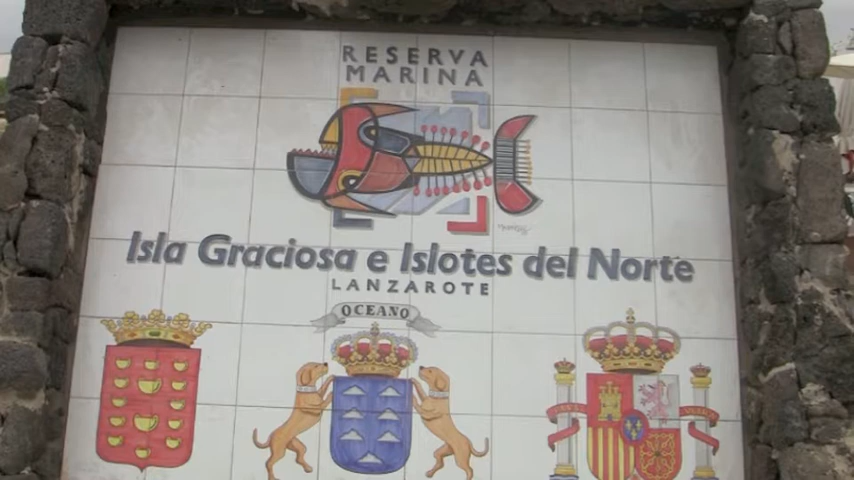 RESERVA
MARINA
Isla Graciosa e Islotes del Norte
LANZAROTE
OCEANO